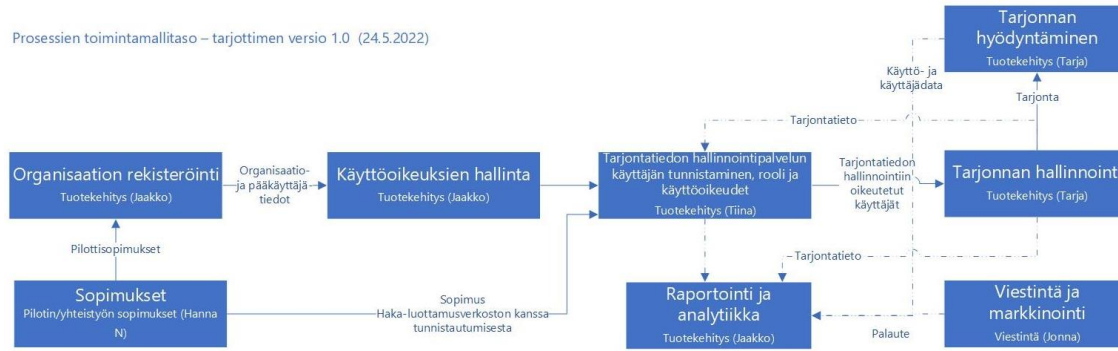 Prosessien toimintamallitaso – tarjottimen versio 1.0 (24.5.2022)
Tarjonnan
hyödyntäminen
Tuotekehitys (Tarja)
Käyttö- ja
käyttäjädata
Tarjonta
Tarjontatieto
Organisaation rekisteröinti
Tuotekehitys (Jaakko)
Organisaatio-
ja pääkäyttäjä
tiedot
Käyttöoikeuksien hallinta
Tuotekehitys (Jaakko)
Tarjontatiedon hallinnointipalvelun
käyttäjän tunnistaminen, rooli ja
käyttöoikeudet
Tuotekehitys (Tiina)
Tarjontatiedon
hallinnointiin
oikeutetut
käyttäjät
Tarjonnan hallinnoint
Tuotekehitys (Tarja)
Pilottisopimukset
Tarjontatieto
Sopimukset
Pilotin/yhteistyön sopimukset (Hanna
N)
Sopimus
Haka-luottamusverkoston kanssa
tunnistautumisesta
Raportointi ja
analytiikka
Tuotekehitys (Jaakko)
Palaute
Viestintä ja
markkinointi
Viestintä (Jonna)